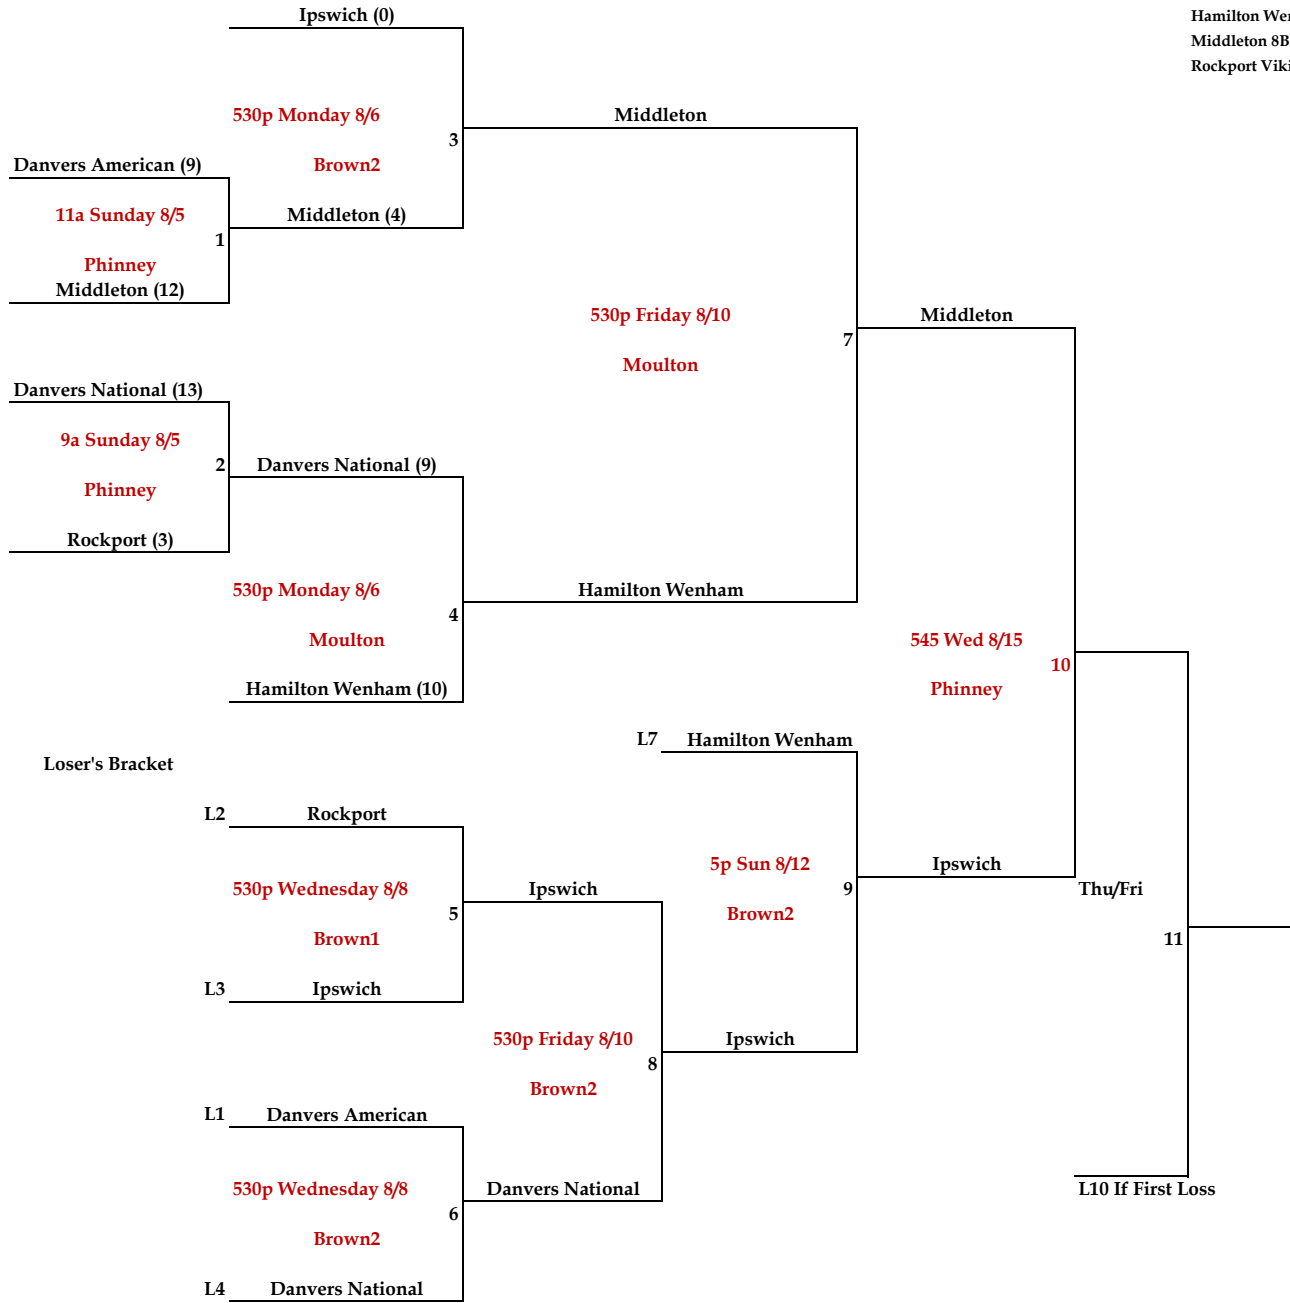 Ipswich (0)
Hamilton Wen
Middleton 8B
Rockport Viki
530p Monday 8/6
Middleton
3
Danvers American (9)
Brown2
11a Sunday 8/5
Middleton (4)
1
Phinney
Middleton (12)
530p Friday 8/10
Middleton
7
Moulton
Danvers National (13)
9a Sunday 8/5
2
Danvers National (9)
Phinney
Rockport (3)
530p Monday 8/6
Hamilton Wenham
4
Moulton
545 Wed 8/15
10
Hamilton Wenham (10)
Phinney
L7
Hamilton Wenham
Loser's Bracket
L2
Rockport
5p Sun 8/12
Ipswich
530p Wednesday 8/8
Ipswich
9
Thu/Fri
5
Brown2
Brown1
11
L3
Ipswich
530p Friday 8/10
Ipswich
8
Brown2
L1
Danvers American
530p Wednesday 8/8
Danvers National
L10 If First Loss
6
Brown2
L4
Danvers National